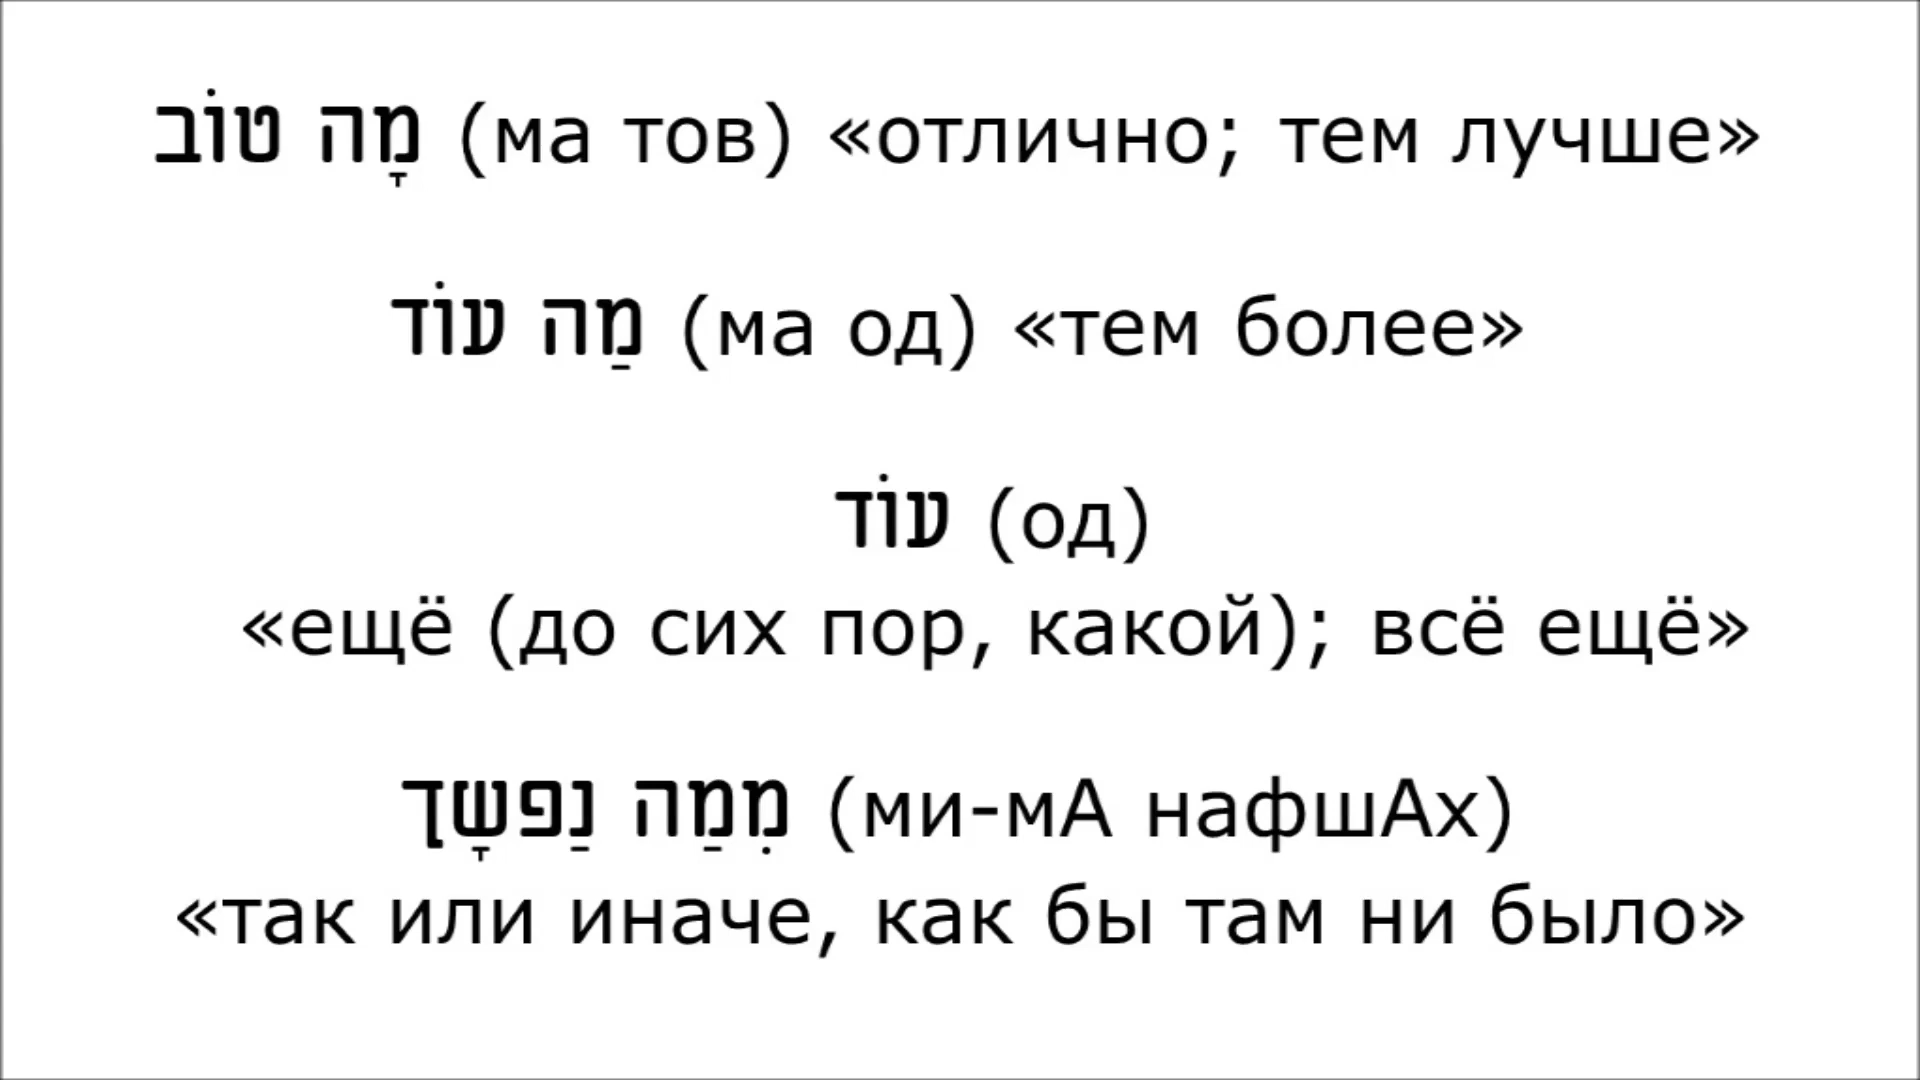 מָה טוֹב (ма тов) «отлично; тем лучше»
מַה עוֹד (ма од) «тем более»
עוֹד (од)
«ещё (до сих пор, какой); всё ещё»
מִמַה נַפשָך (ми-мА нафшАх)
«так или иначе, как бы там ни было»